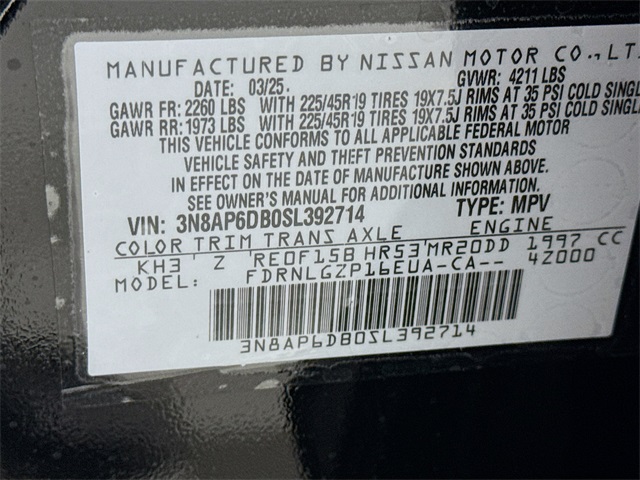 MANUFACTURED BY NISSAN MOTOR CO., LT
DATE: 03/25. GVWR: 4211 LBS
GAWR FR: 2260 LBS WITH 225/45R19 TIRES 19X7.5J RIMS AT 35 PSI COLD SINGL
GAWR RR: 1973 LBS WITH 225/45R19 TIRES 19X7.5J RIMS AT 35 PSI COLD SINGL
THIS VEHICLE CONFORMS TO ALL APPLICABLE FEDERAL MOTOR
VEHICLE SAFETY AND THEFT PREVENTION STANDARDS
IN EFFECT ON THE DATE OF MANUFACTURE SHOWN ABOVE.
SEE OWNER'S MANUAL FOR ADDITIONAL INFORMATION.
VIN: 3N8AP6DB0SL392714 TYPE: MPV
COLOR TRIM TRANS AXLE ENGINE
KH3 Z RE0F15B HR53 MR20DD 1997 CC
MODEL: FDRNLGZP16EUA-CA-- 4Z000
3N8AP6DB0SL392714